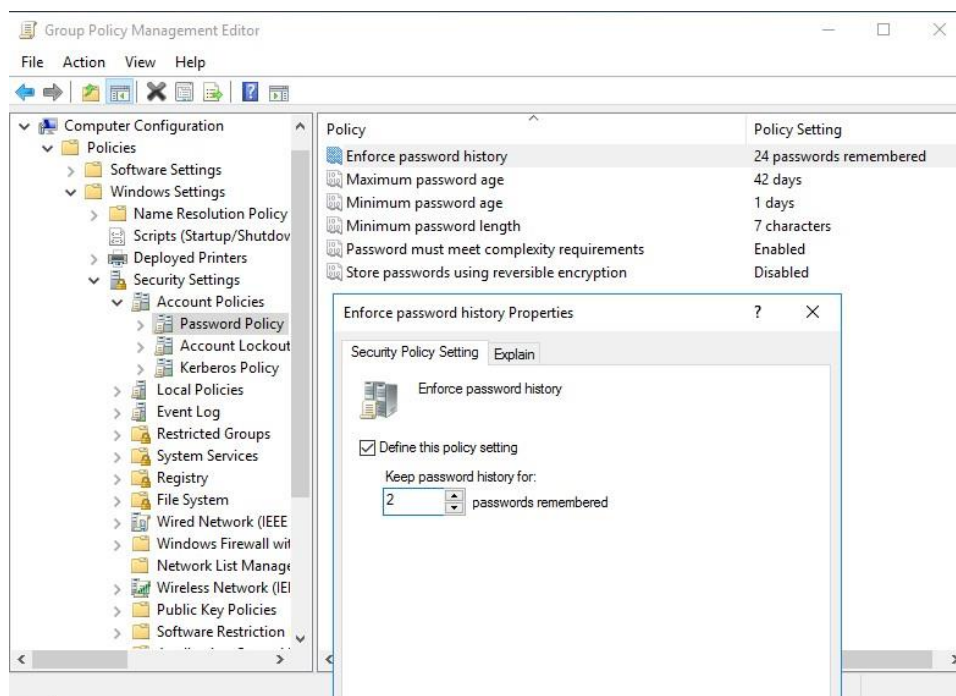 Group Policy Management Editor
File Action View Help
Computer Configuration
Policies
Software Settings
Windows Settings
Name Resolution Policy
Scripts (Startup/Shutdov
Deployed Printers
Security Settings
Account Policies
Password Policy
Account Lockout
Kerberos Policy
Local Policies
Event Log
Restricted Groups
System Services
Registry
File System
Wired Network (IEEE
Windows Firewall wit
Network List Manage
Wireless Network (IEI
Public Key Policies
Software Restriction
Policy Policy Setting
Enforce password history 24 passwords remembered
Maximum password age 42 days
Minimum password age 1 days
Minimum password length 7 characters
Password must meet complexity requirements Enabled
Store passwords using reversible encryption Disabled
Enforce password history Properties ?
Security Policy Setting Explain
Enforce password history
Define this policy setting
Keep password history for:
2 passwords remembered